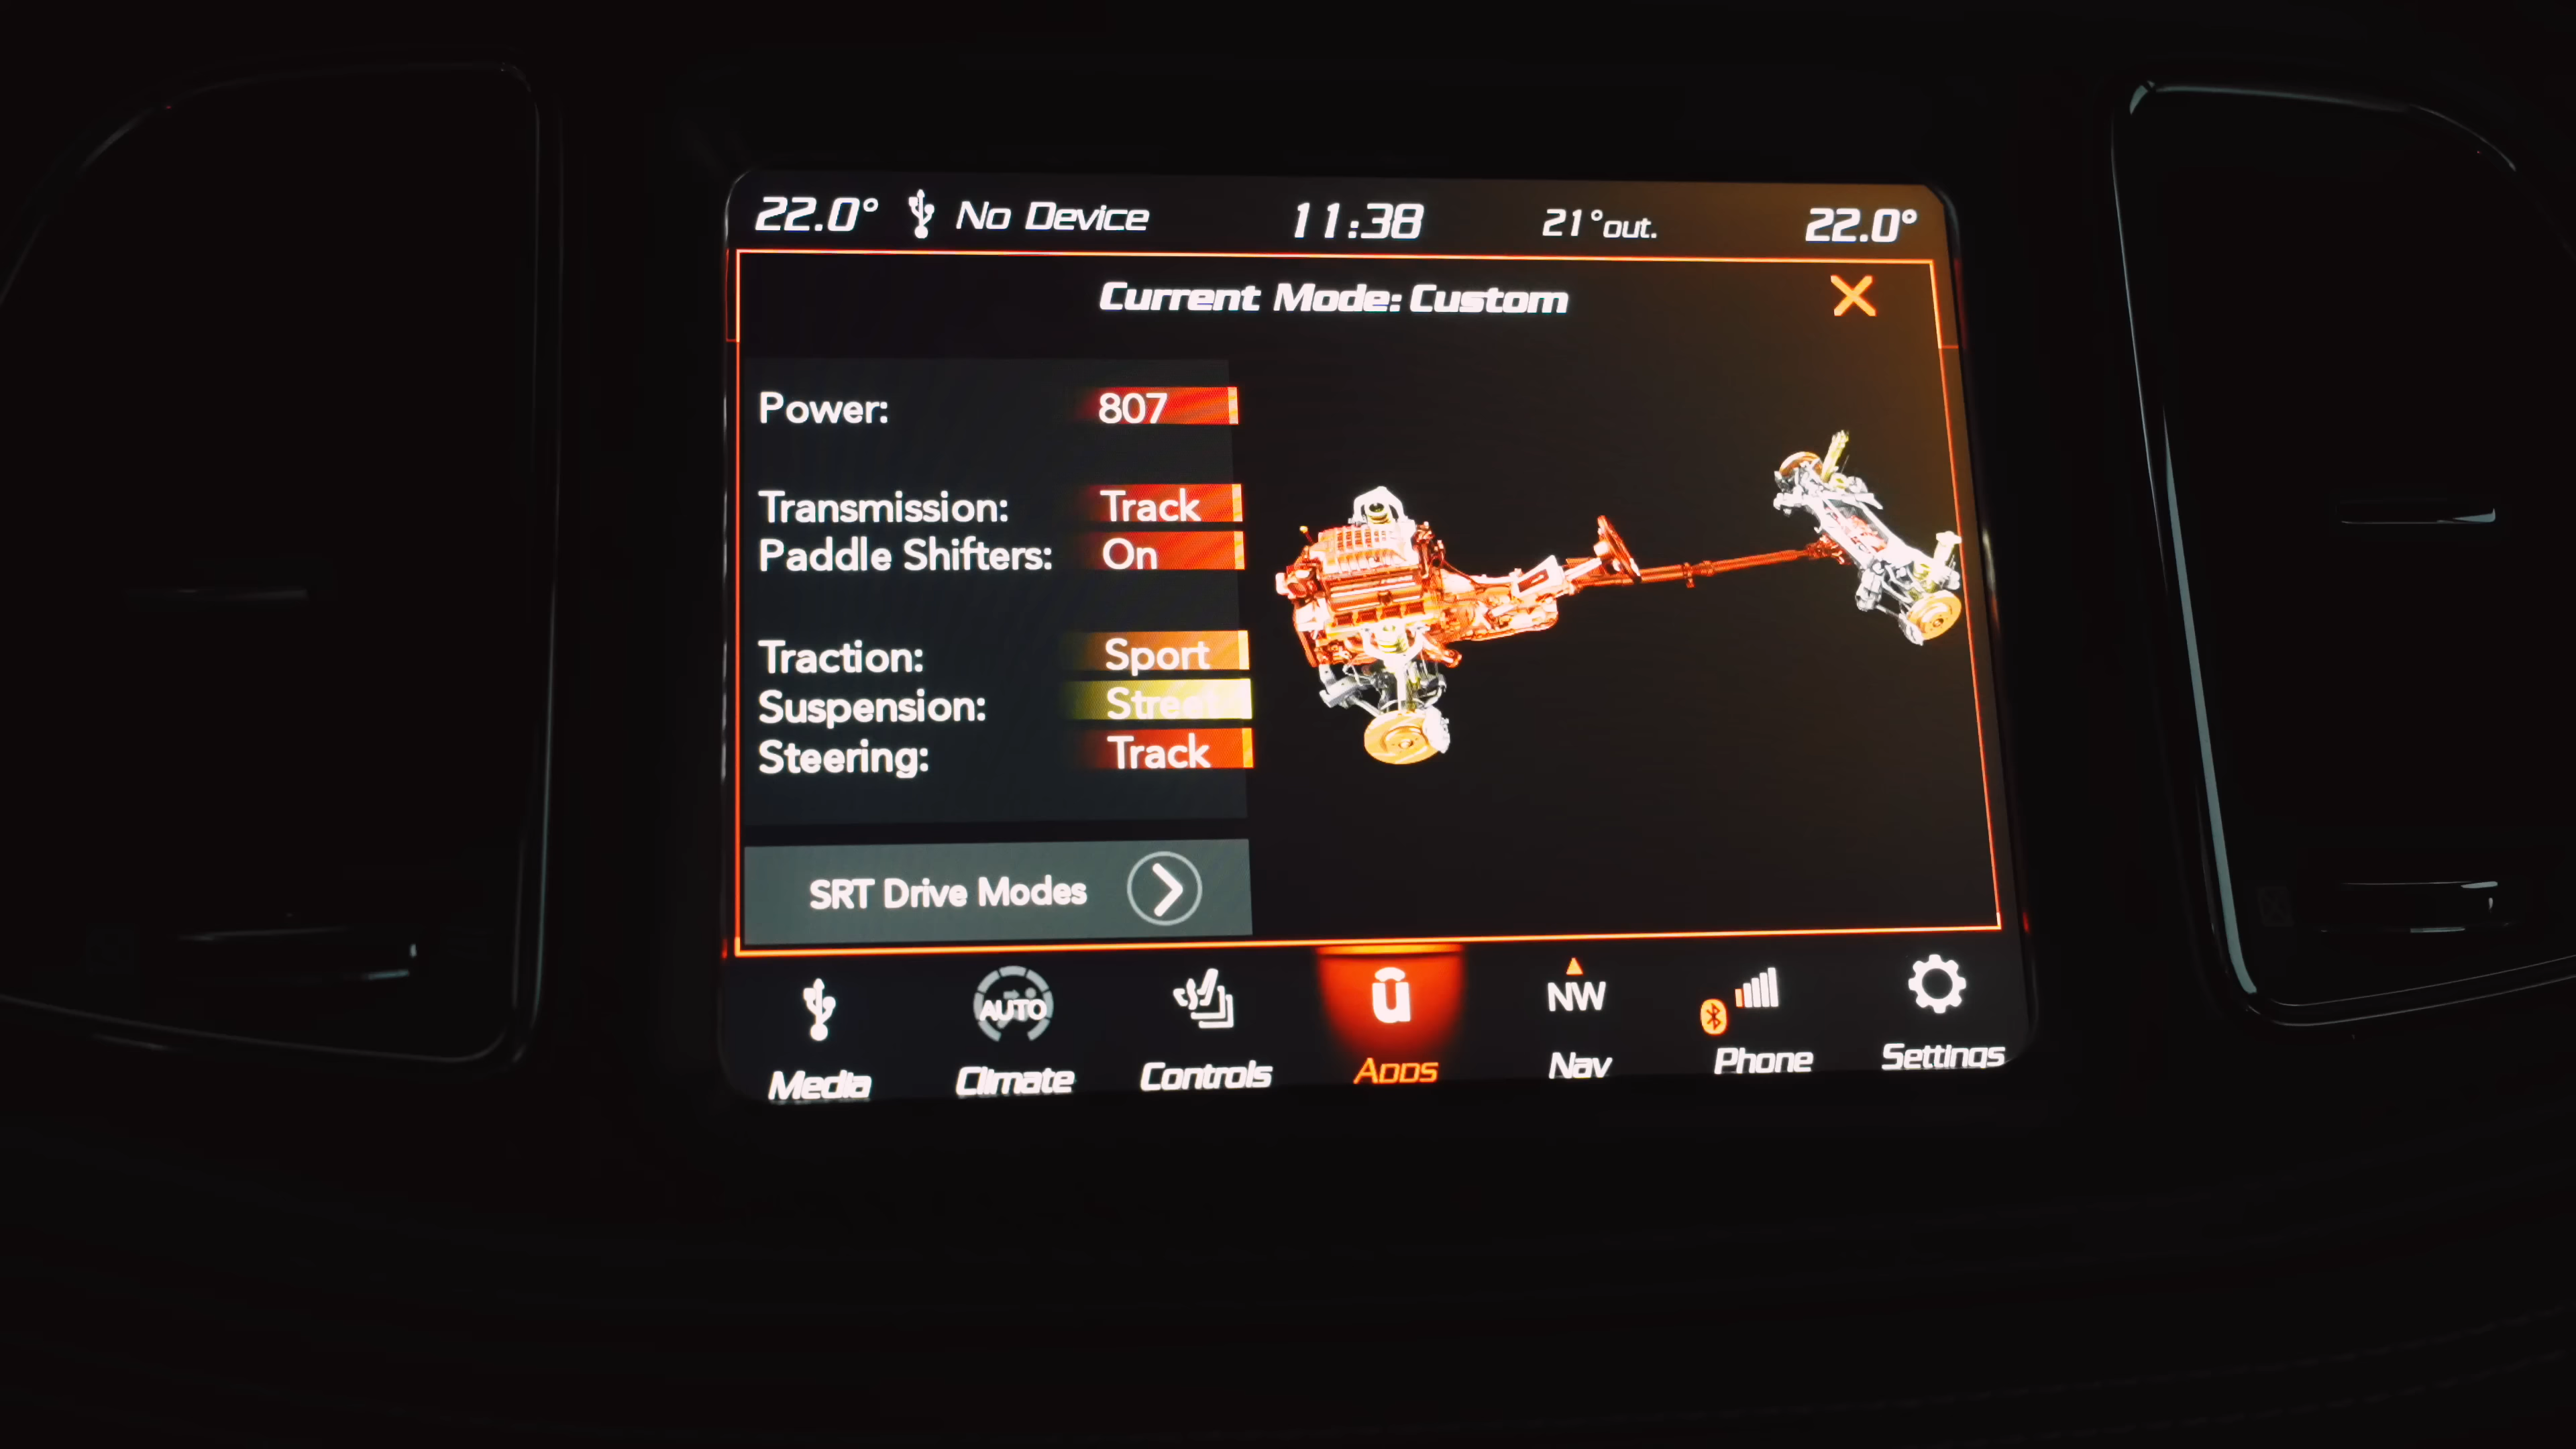 22.0° No Device 11:38 21°out. 22.0°
Current Mode: Custom
Power: 807
Transmission: Track
Paddle Shifters: On
Traction: Sport
Suspension: Street
Steering: Track
SRT Drive Modes
AUTO
NW
Media Climate Controls Apps Nav Phone Settings